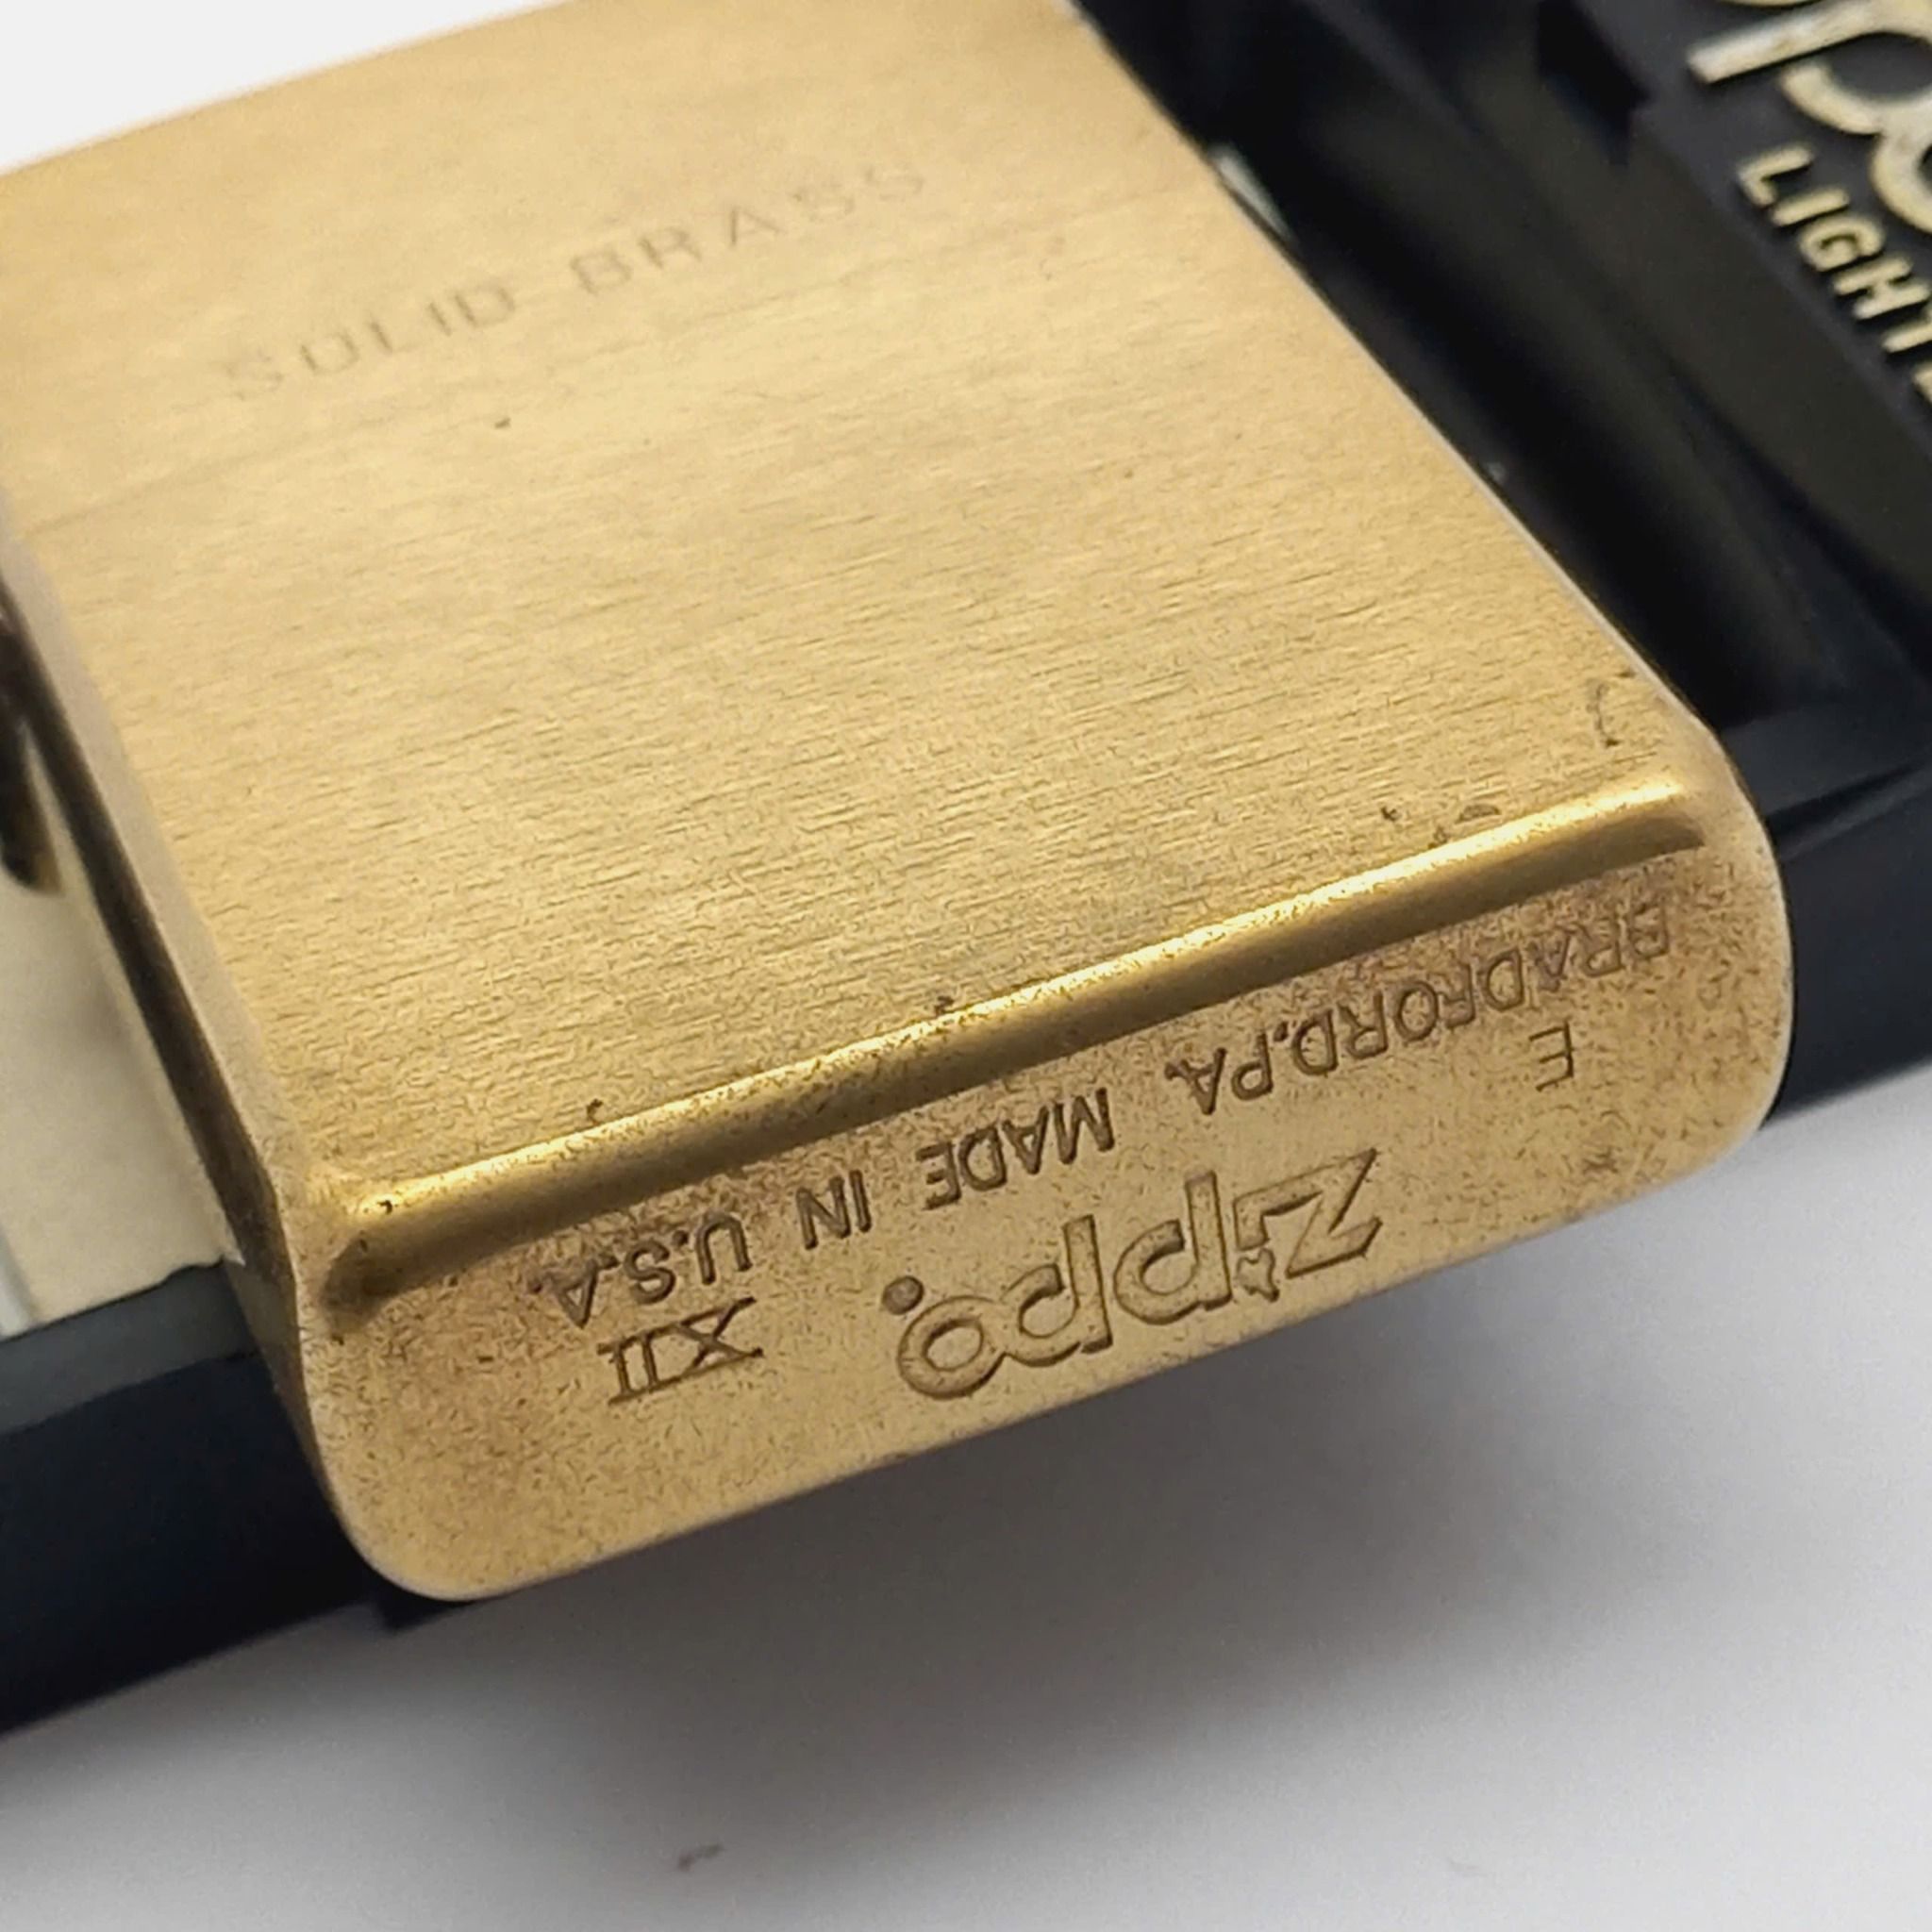 SOLID BRASS
BRADFORD,PA. MADE IN U.S.A.
E zippo. XII
LIGHT